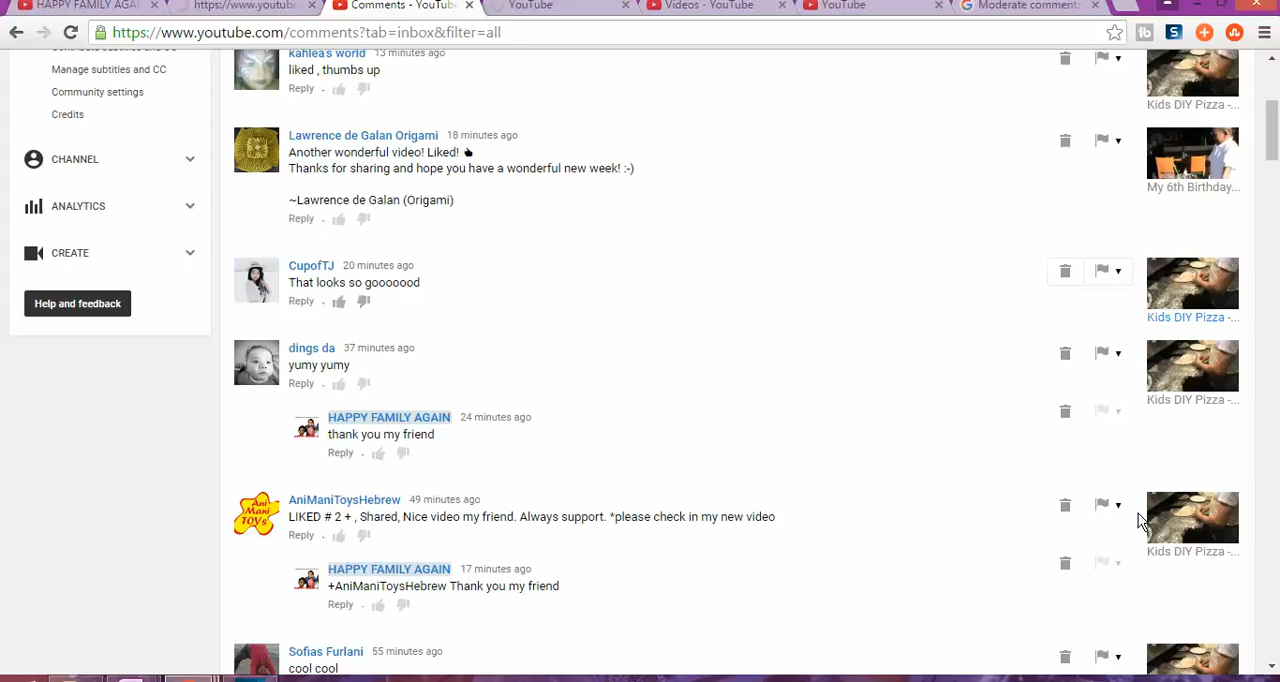 HAPPY FAMILY AGA
https://www.youtube
Comments - YouTub
YouTube
Videos - YouTube
YouTube
Moderate comment
https://www.youtube.com/comments?tab=inbox&filter=all
Manage subtitles and CC
Community settings
Credits
CHANNEL
ANALYTICS
CREATE
Help and feedback
kahlea's world 13 minutes ago
liked , thumbs up
Reply
Kids DIY Pizza -...
Lawrence de Galan Origami 18 minutes ago
Another wonderful video! Liked!
Thanks for sharing and hope you have a wonderful new week! :-)
~Lawrence de Galan (Origami)
Reply
My 6th Birthday...
CupofTJ 20 minutes ago
That looks so gooooood
Reply
Kids DIY Pizza -...
dings da 37 minutes ago
yumy yumy
Reply
Kids DIY Pizza -...
HAPPY FAMILY AGAIN 24 minutes ago
thank you my friend
Reply
AniManiToysHebrew 49 minutes ago
LIKED # 2 + , Shared, Nice video my friend. Always support. *please check in my new video
Reply
Ani
Mani
TOYs
Kids DIY Pizza -...
HAPPY FAMILY AGAIN 17 minutes ago
+AniManiToysHebrew Thank you my friend
Reply
Sofias Furlani 55 minutes ago
cool cool